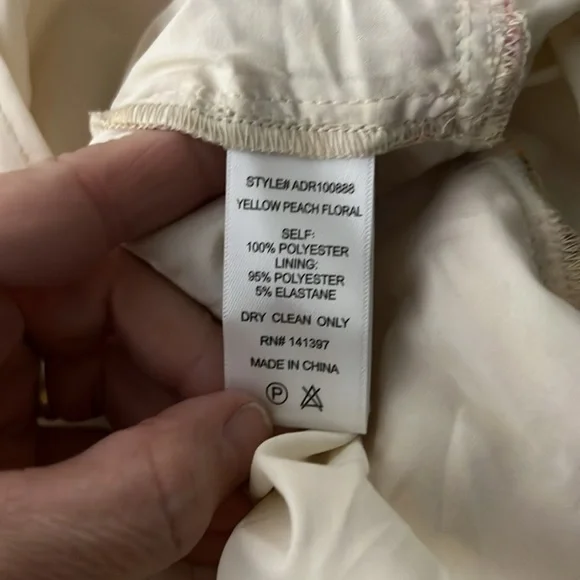 STYLE# ADR100888
YELLOW PEACH FLORAL
SELF:
100% POLYESTER
LINING:
95% POLYESTER
5% ELASTANE
DRY CLEAN ONLY
RN# 141397
MADE IN CHINA
P